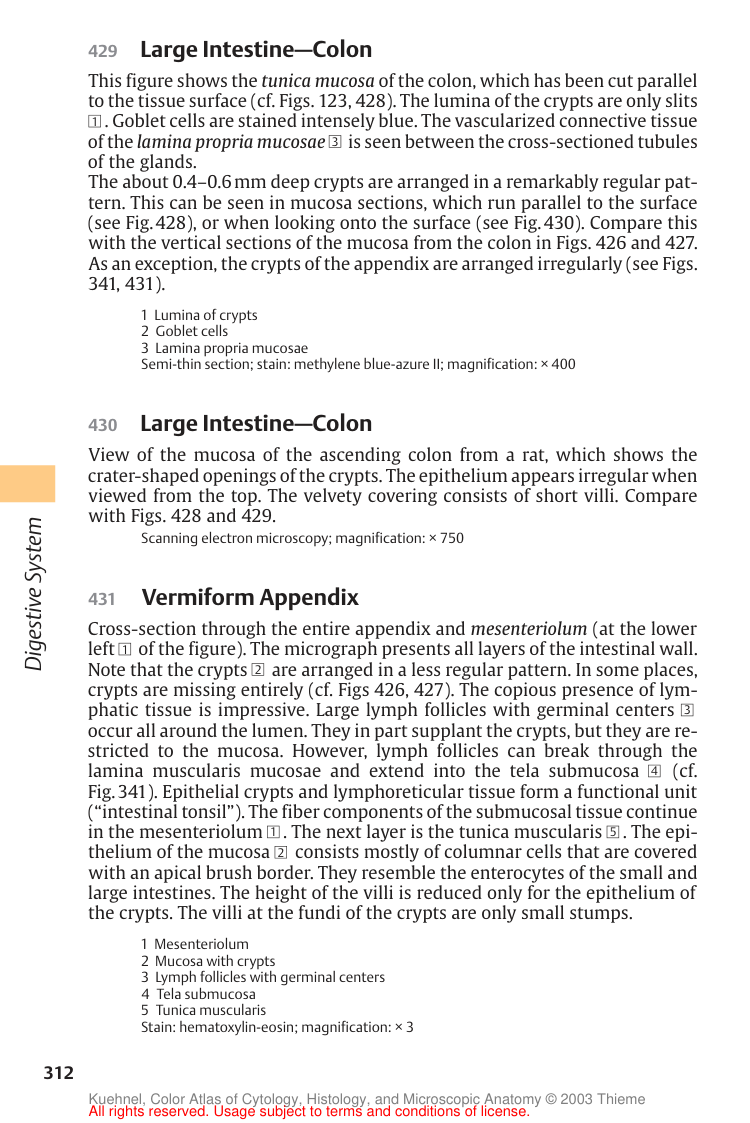 429 Large Intestine—Colon
This figure shows the tunica mucosa of the colon, which has been cut parallel
to the tissue surface (cf. Figs. 123, 428). The lumina of the crypts are only slits
1. Goblet cells are stained intensely blue. The vascularized connective tissue
of the lamina propria mucosae 3 is seen between the cross-sectioned tubules
of the glands.
The about 0.4–0.6 mm deep crypts are arranged in a remarkably regular pat-
tern. This can be seen in mucosa sections, which run parallel to the surface
(see Fig. 428), or when looking onto the surface (see Fig. 430). Compare this
with the vertical sections of the mucosa from the colon in Figs. 426 and 427.
As an exception, the crypts of the appendix are arranged irregularly (see Figs.
341, 431).
1 Lumina of crypts
2 Goblet cells
3 Lamina propria mucosae
Semi-thin section; stain: methylene blue-azure II; magnification: × 400
430 Large Intestine—Colon
View of the mucosa of the ascending colon from a rat, which shows the
crater-shaped openings of the crypts. The epithelium appears irregular when
viewed from the top. The velvety covering consists of short villi. Compare
with Figs. 428 and 429.
Scanning electron microscopy; magnification: × 750
Digestive System
431 Vermiform Appendix
Cross-section through the entire appendix and mesenteriolum (at the lower
left 1 of the figure). The micrograph presents all layers of the intestinal wall.
Note that the crypts 2 are arranged in a less regular pattern. In some places,
crypts are missing entirely (cf. Figs 426, 427). The copious presence of lym-
phatic tissue is impressive. Large lymph follicles with germinal centers 3
occur all around the lumen. They in part supplant the crypts, but they are re-
stricted to the mucosa. However, lymph follicles can break through the
lamina muscularis mucosae and extend into the tela submucosa 4 (cf.
Fig. 341). Epithelial crypts and lymphoreticular tissue form a functional unit
(“intestinal tonsil”). The fiber components of the submucosal tissue continue
in the mesenteriolum 1. The next layer is the tunica muscularis 5. The epi-
thelium of the mucosa 2 consists mostly of columnar cells that are covered
with an apical brush border. They resemble the enterocytes of the small and
large intestines. The height of the villi is reduced only for the epithelium of
the crypts. The villi at the fundi of the crypts are only small stumps.
1 Mesenteriolum
2 Mucosa with crypts
3 Lymph follicles with germinal centers
4 Tela submucosa
5 Tunica muscularis
Stain: hematoxylin-eosin; magnification: × 3
312
Kuehnel, Color Atlas of Cytology, Histology, and Microscopic Anatomy © 2003 Thieme
All rights reserved. Usage subject to terms and conditions of license.